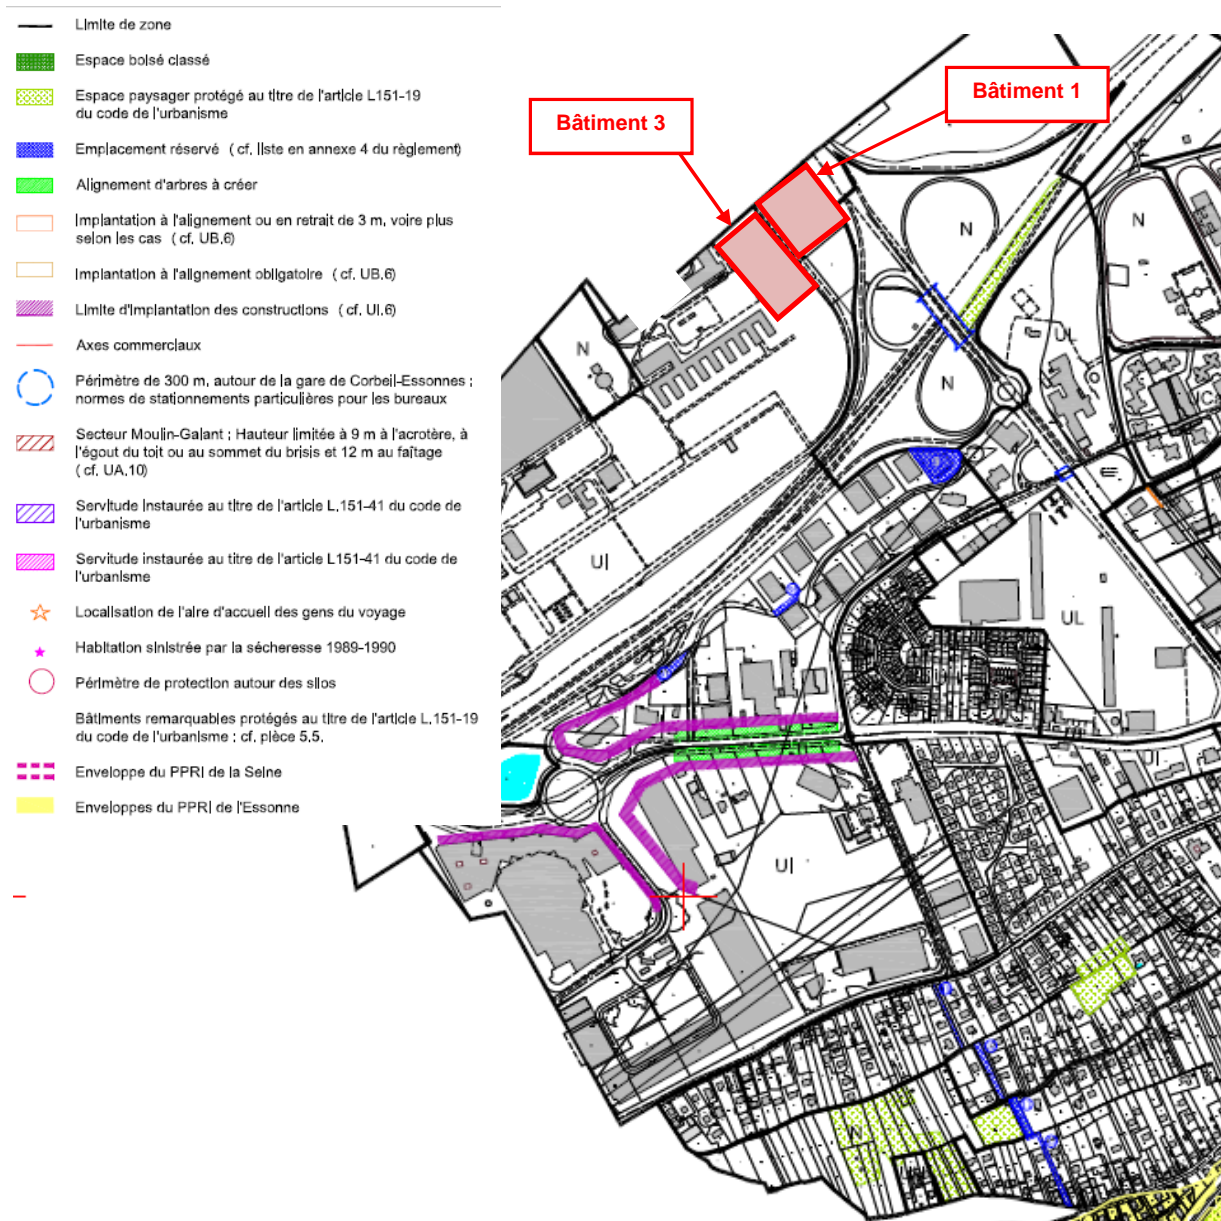 Limite de zone
Espace boisé classé
Espace paysager protégé au titre de l'article L151-19
du code de l'urbanisme
Emplacement réservé ( cf. liste en annexe 4 du règlement)
Alignement d'arbres à créer
Implantation à l'alignement ou en retrait de 3 m, voire plus
selon les cas ( cf. UB.6)
Implantation à l'alignement obligatoire ( cf. UB.6)
Limite d'implantation des constructions ( cf. UI.6)
Axes commerciaux
Périmètre de 300 m, autour de la gare de Corbeil-Essonnes ;
normes de stationnements particulières pour les bureaux
Secteur Moulin-Galant ; Hauteur limitée à 9 m à l'acrotère, à
l'égout du toit ou au sommet du brisis et 12 m au faîtage
( cf. UA.10)
Servitude instaurée au titre de l'article L.151-41 du code de
l'urbanisme
Servitude instaurée au titre de l'article L151-41 du code de
l'urbanisme
Localisation de l'aire d'accueil des gens du voyage
Habitation sinistrée par la sécheresse 1989-1990
Périmètre de protection autour des silos
Bâtiments remarquables protégés au titre de l'article L.151-19
du code de l'urbanisme ; cf. pièce 5.5.
Enveloppe du PPRI de la Seine
Enveloppes du PPRI de l'Essonne
Bâtiment 1
Bâtiment 3
N
N
UL
N
N
UI
UL
UI
UI
N